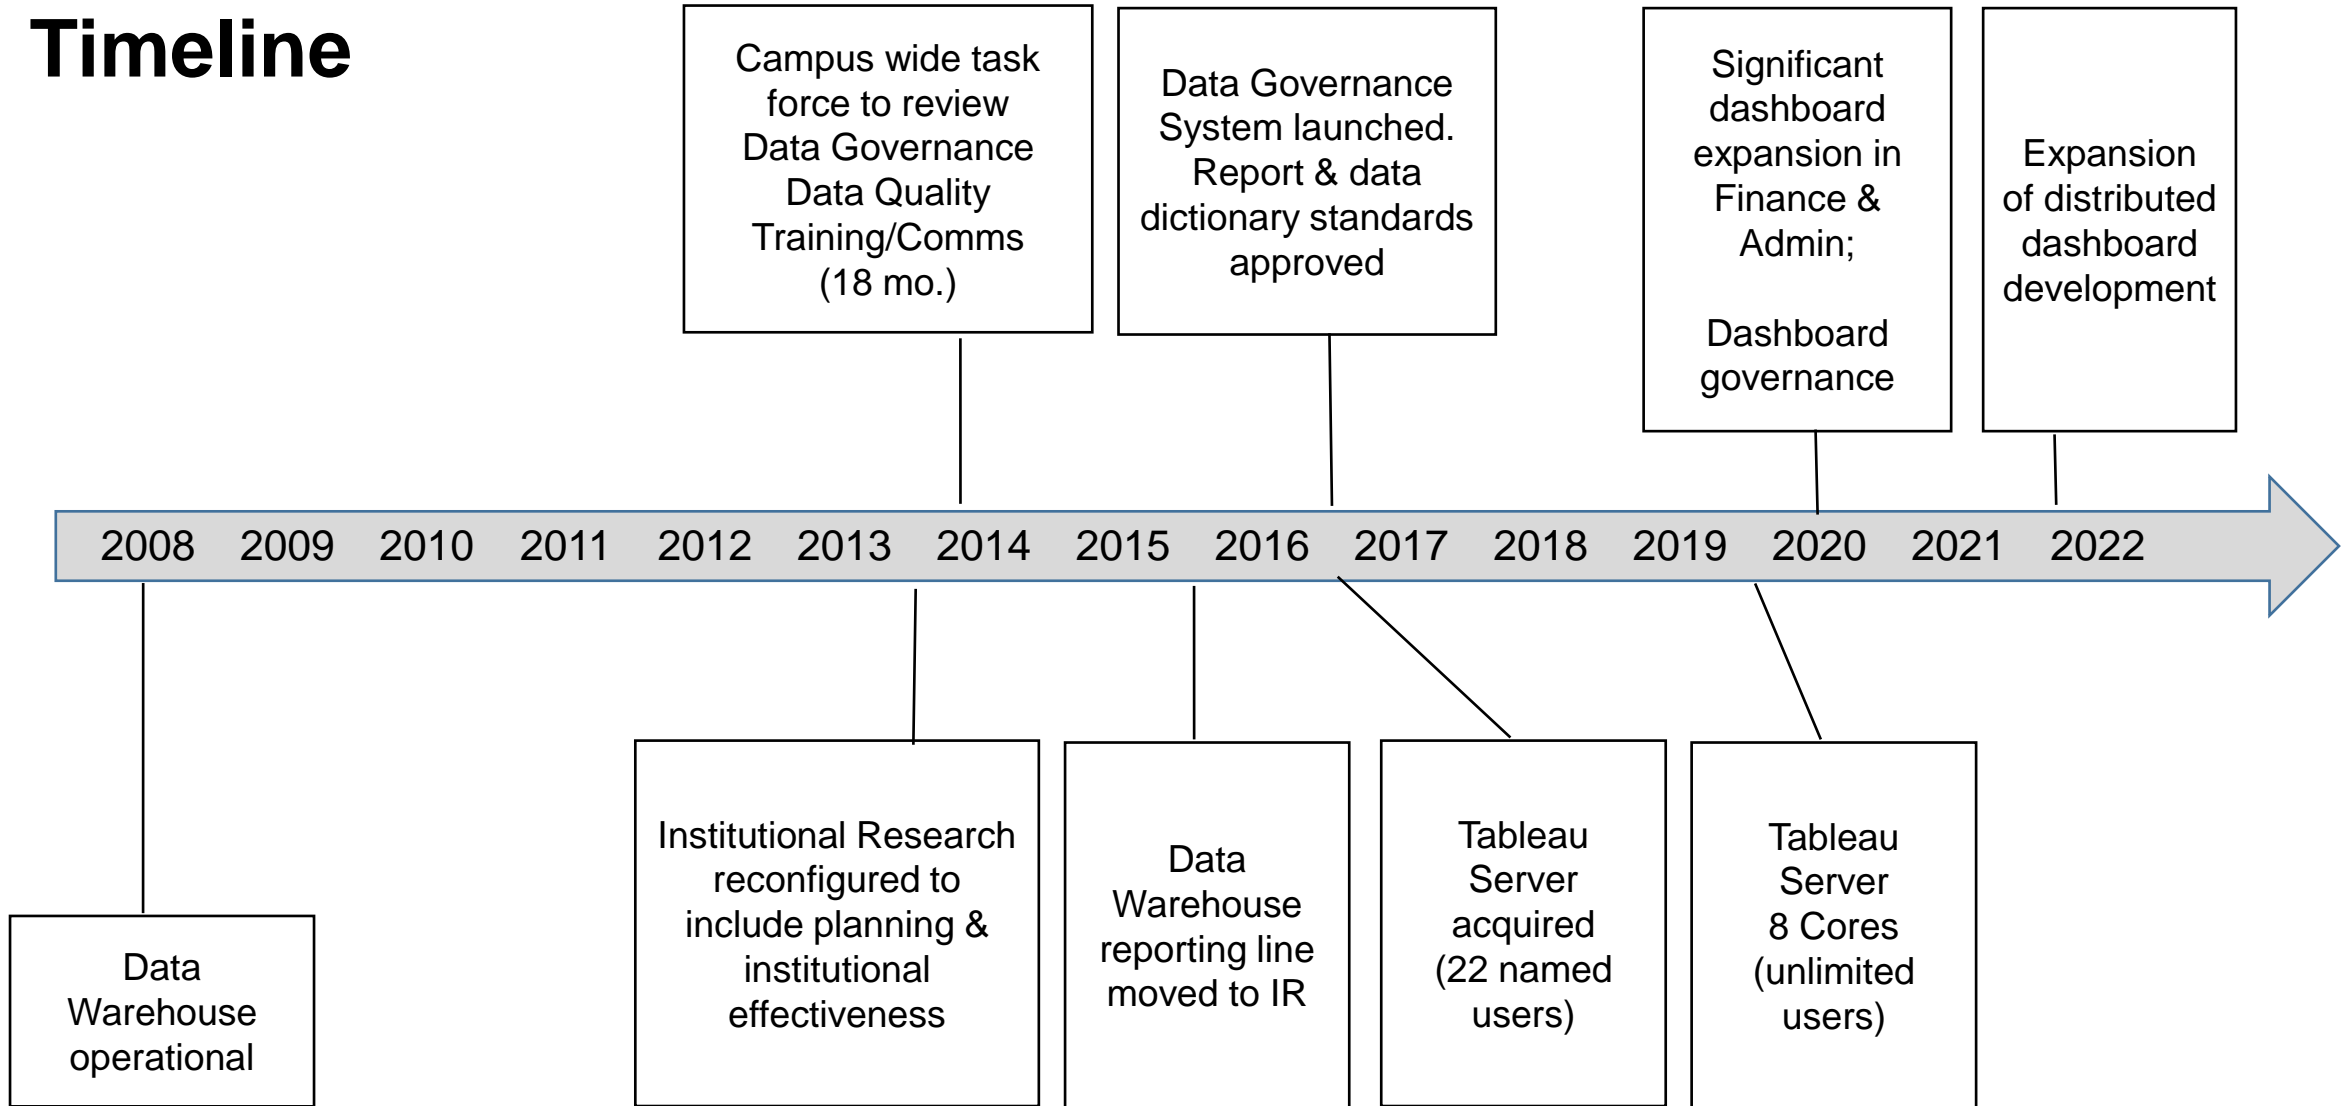 Timeline
Campus wide task
force to review
Data Governance
Data Quality
Training/Comms
(18 mo.)
Data Governance
System launched.
Report & data
dictionary standards
approved
Significant
dashboard
expansion in
Finance &
Admin;
Dashboard
governance
Expansion
of distributed
dashboard
development
2008 2009 2010 2011 2012 2013 2014 2015 2016 2017 2018 2019 2020 2021 2022
Data
Warehouse
operational
Institutional Research
reconfigured to
include planning &
institutional
effectiveness
Data
Warehouse
reporting line
moved to IR
Tableau
Server
acquired
(22 named
users)
Tableau
Server
8 Cores
(unlimited
users)